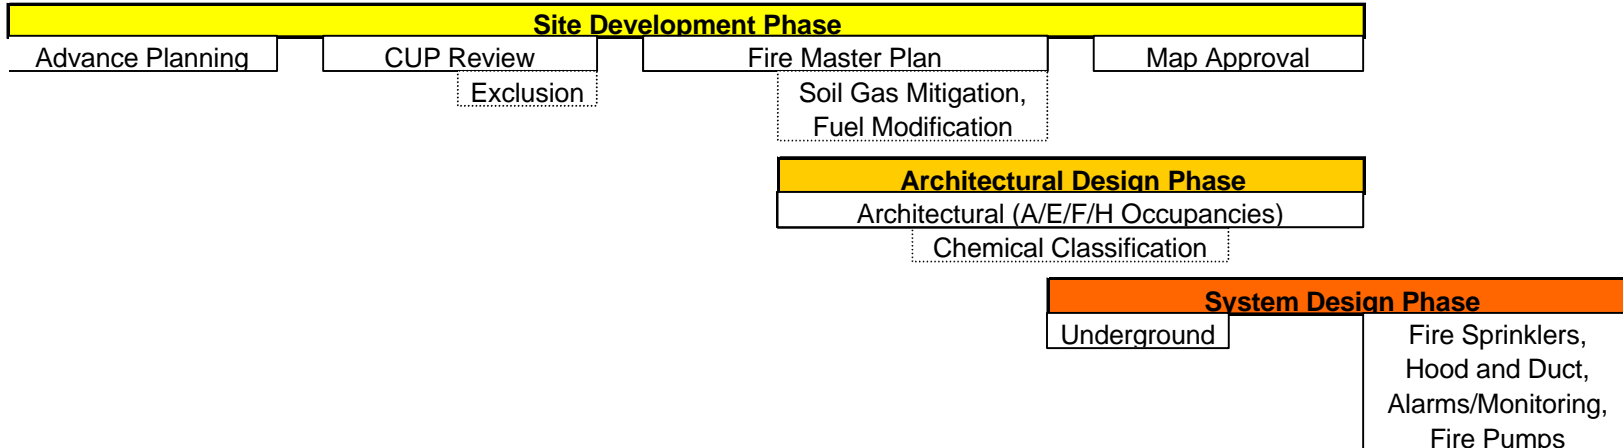 Site Development Phase
Advance Planning
CUP Review
Fire Master Plan
Map Approval
Exclusion
Soil Gas Mitigation,
Fuel Modification
Architectural Design Phase
Architectural (A/E/F/H Occupancies)
Chemical Classification
System Design Phase
Underground
Fire Sprinklers,
Hood and Duct,
Alarms/Monitoring,
Fire Pumps